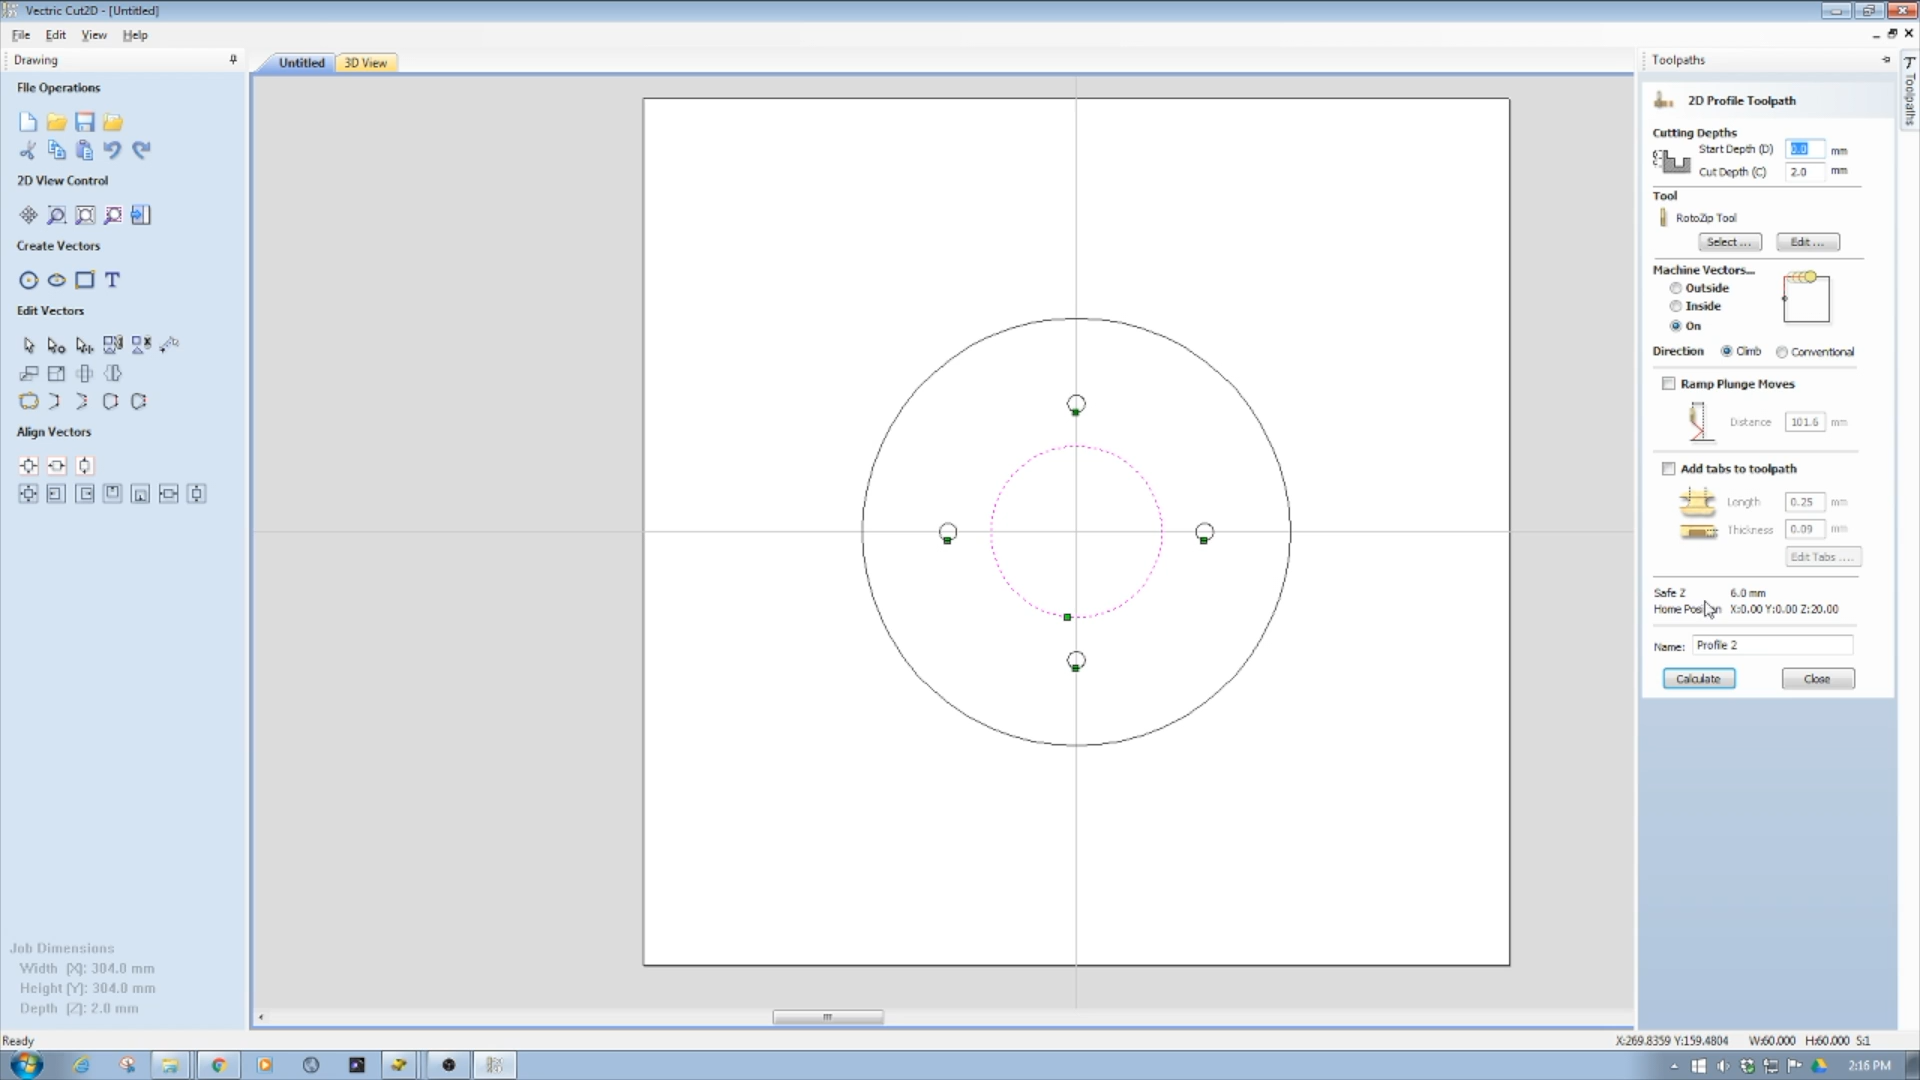 Vectric Cut2D - [Untitled]
File Edit View Help
Drawing
File Operations
2D View Control
Create Vectors
T
Edit Vectors
Align Vectors
Job Dimensions
Width [X]: 304.0 mm
Height [Y]: 304.0 mm
Depth [Z]: 2.0 mm
Ready
Untitled
3D View
Toolpaths
2D Profile Toolpath
Cutting Depths
Start Depth (D) 0.0 mm
Cut Depth (C) 2.0 mm
Tool
RotoZip Tool
Select ... Edit ...
Machine Vectors...
Outside
Inside
On
Direction Climb Conventional
Ramp Plunge Moves
Distance 101.6 mm
Add tabs to toolpath
Length 0.25 mm
Thickness 0.09 mm
Edit Tabs ....
Safe Z 6.0 mm
Home Position X:0.00 Y:0.00 Z:20.00
Name: Profile 2
Calculate Close
Toolpaths
X:269.8359 Y:159.4804 W:60.000 H:60.000 S:1
2:16 PM